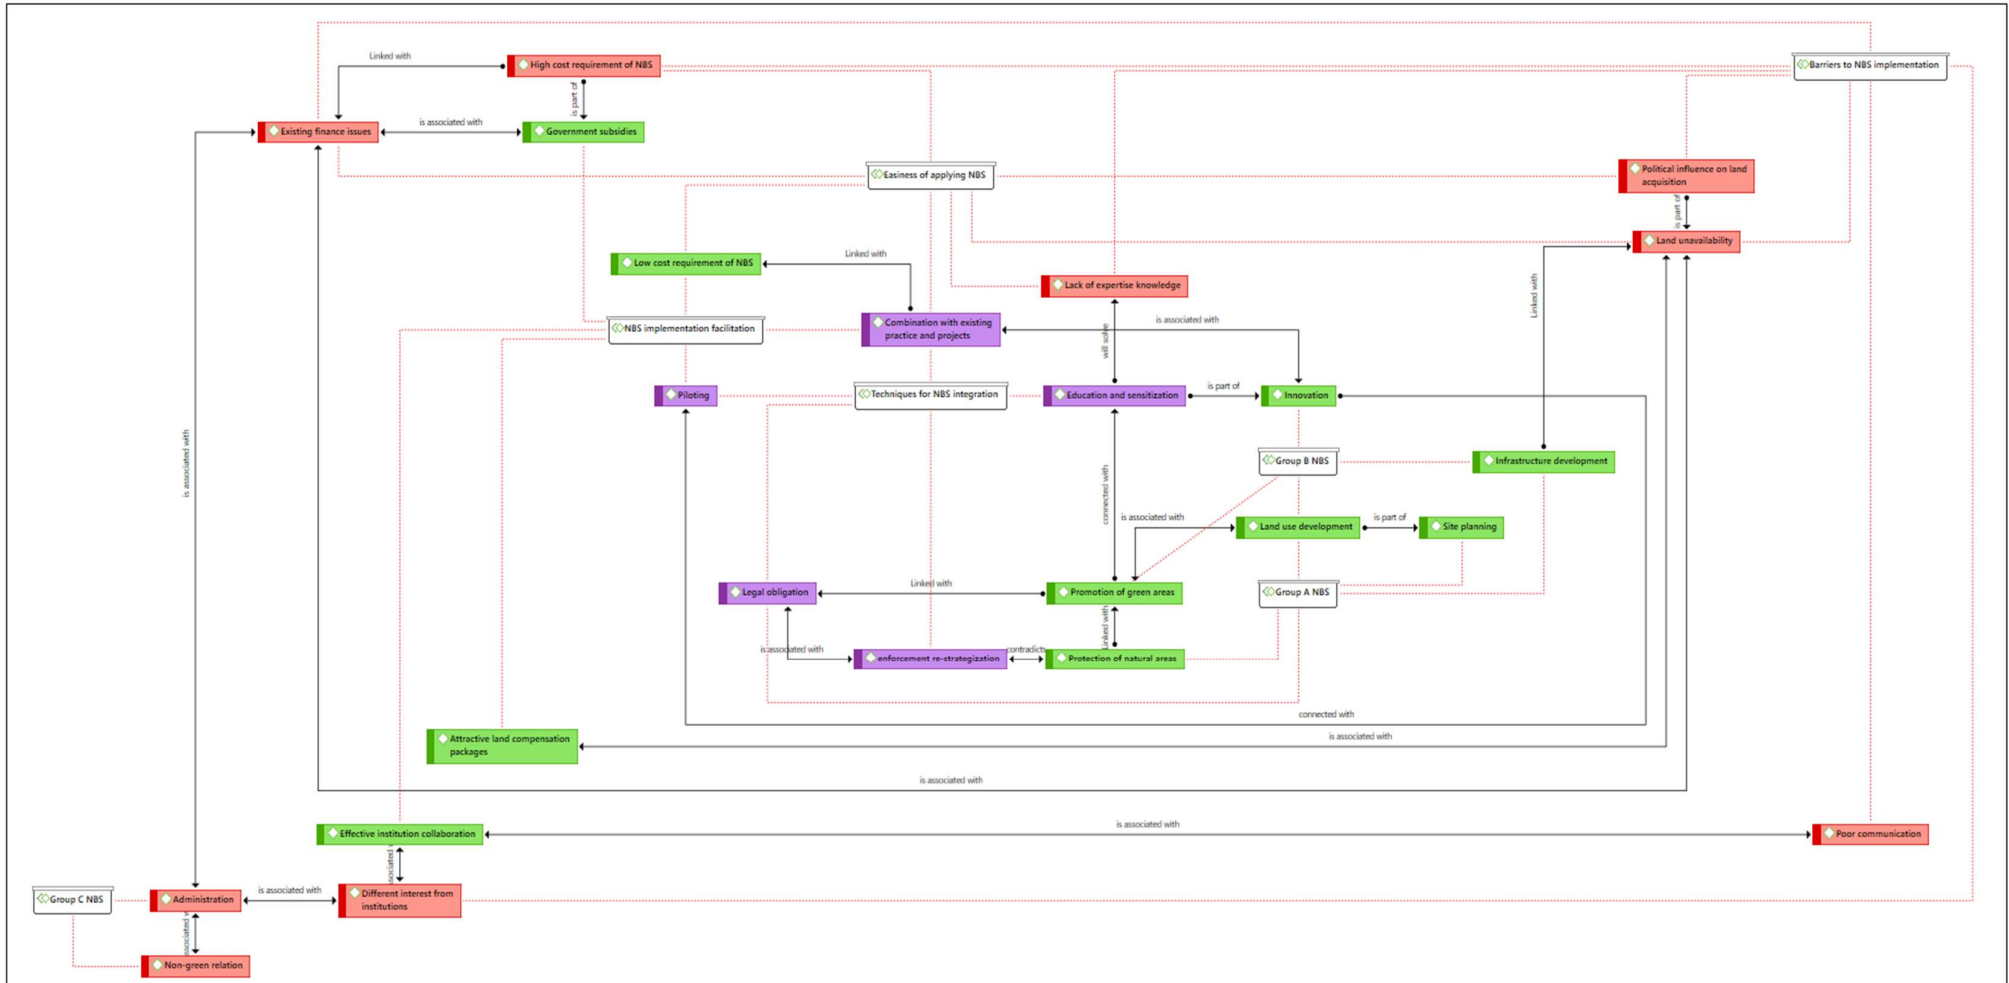 Linked with
High cost requirement of NBS
Barriers to NBS implementation
is part of
Existing finance issues
is associated with
Government subsidies
Easiness of applying NBS
Political influence on land
acquisition
is part of
Land unavailability
Low cost requirement of NBS
Linked with
Lack of expertise knowledge
Linked with
NBS implementation facilitation
Combination with existing
practice and projects
is associated with
will solve
Piloting
Techniques for NBS integration
Education and sensitization
is part of
Innovation
is associated with
Group B NBS
Infrastructure development
connected with
is associated with
Land use development
is part of
Site planning
Legal obligation
Linked with
Promotion of green areas
Group A NBS
Linked with
is associated with
enforcement re-strategization
contradicts
Protection of natural areas
connected with
Attractive land compensation
packages
is associated with
is associated with
Effective institution collaboration
is associated with
Poor communication
ssociated
Group C NBS
Administration
is associated with
Different interest from
institutions
ssociated w
Non-green relation